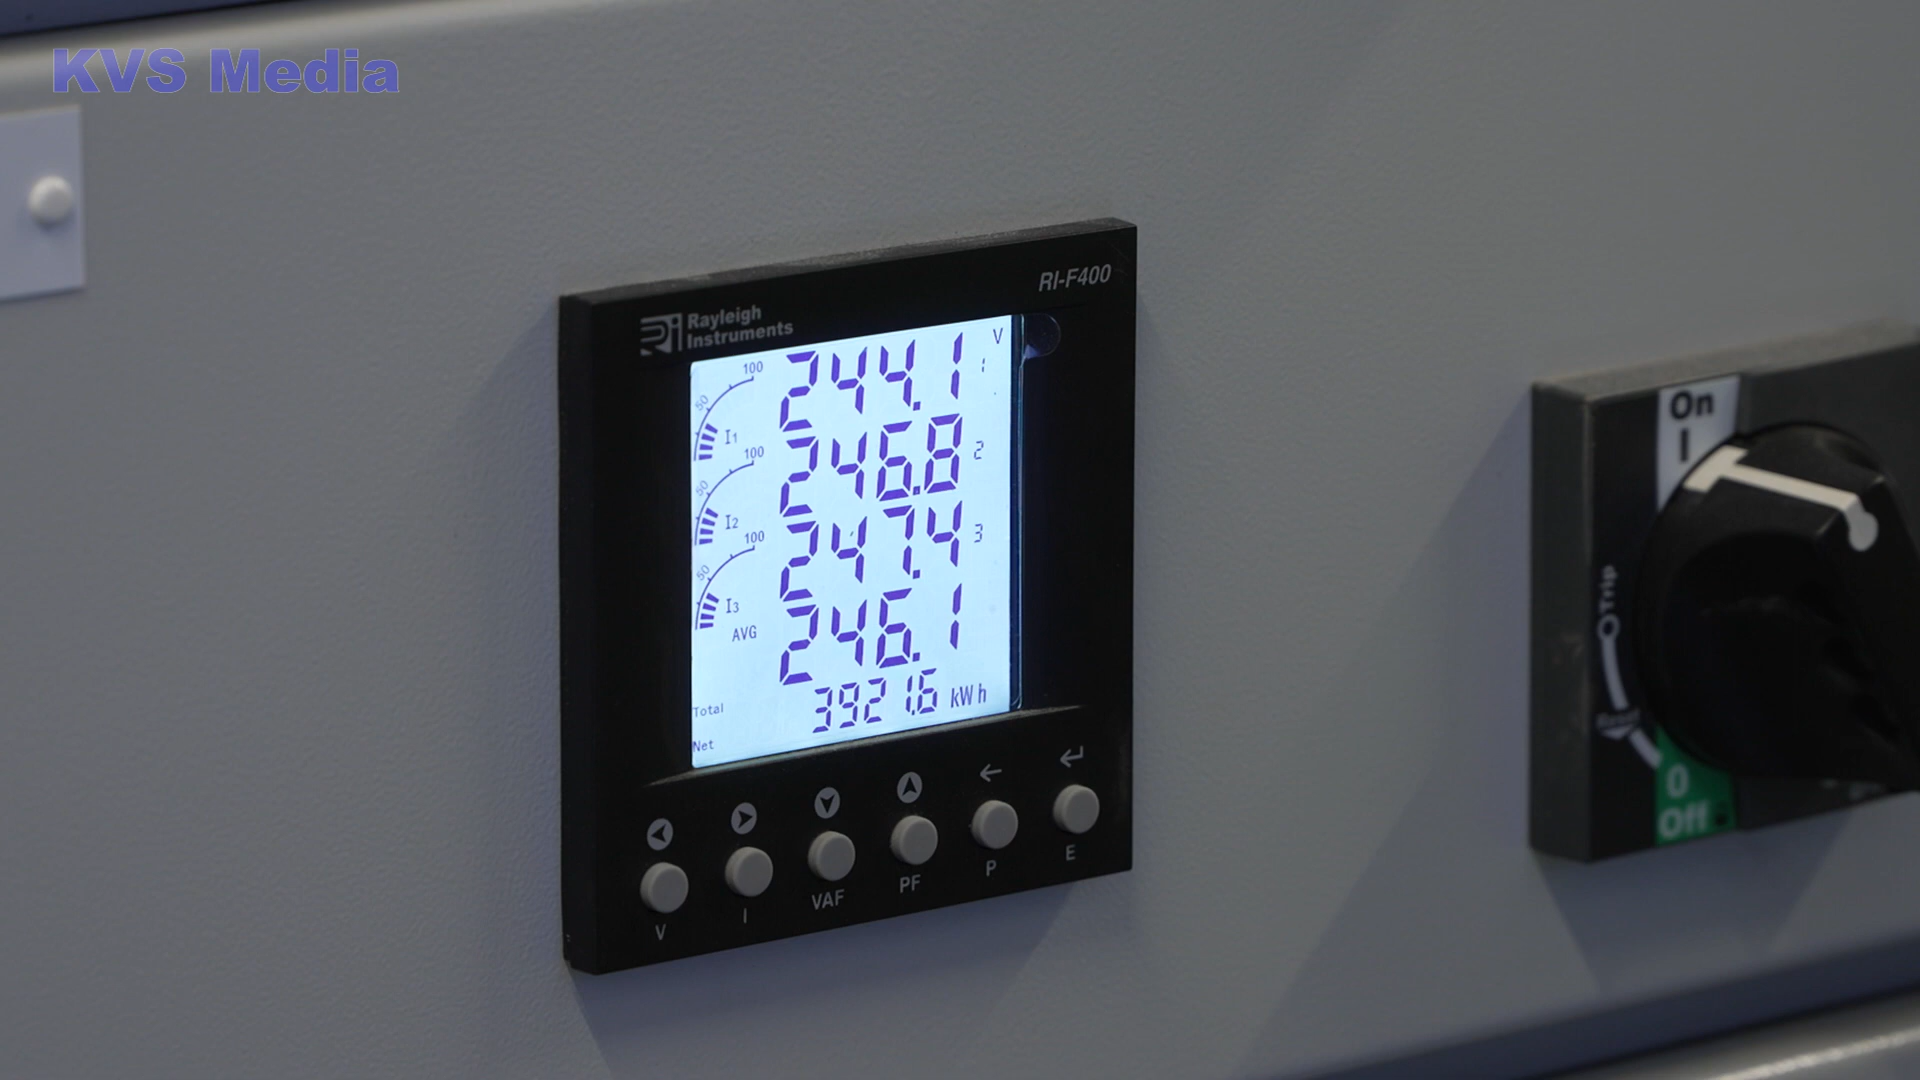 KVS Media
RI-F400
Rayleigh
Instruments
V
100
50
I1
244.1
1
100
50
I2
246.8
2
100
50
I3
247.4
3
AVG
246.1
Total
3921.6 kWh
Net
V
I
VAF
PF
P
E
On
I
Trip
Reset
0
Off